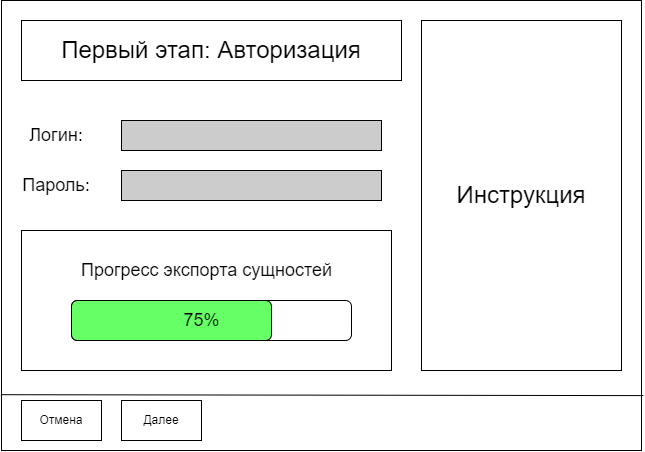 Первый этап: Авторизация
Логин:
Пароль:
Прогресс экспорта сущностей
75%
Инструкция
Отмена
Далее